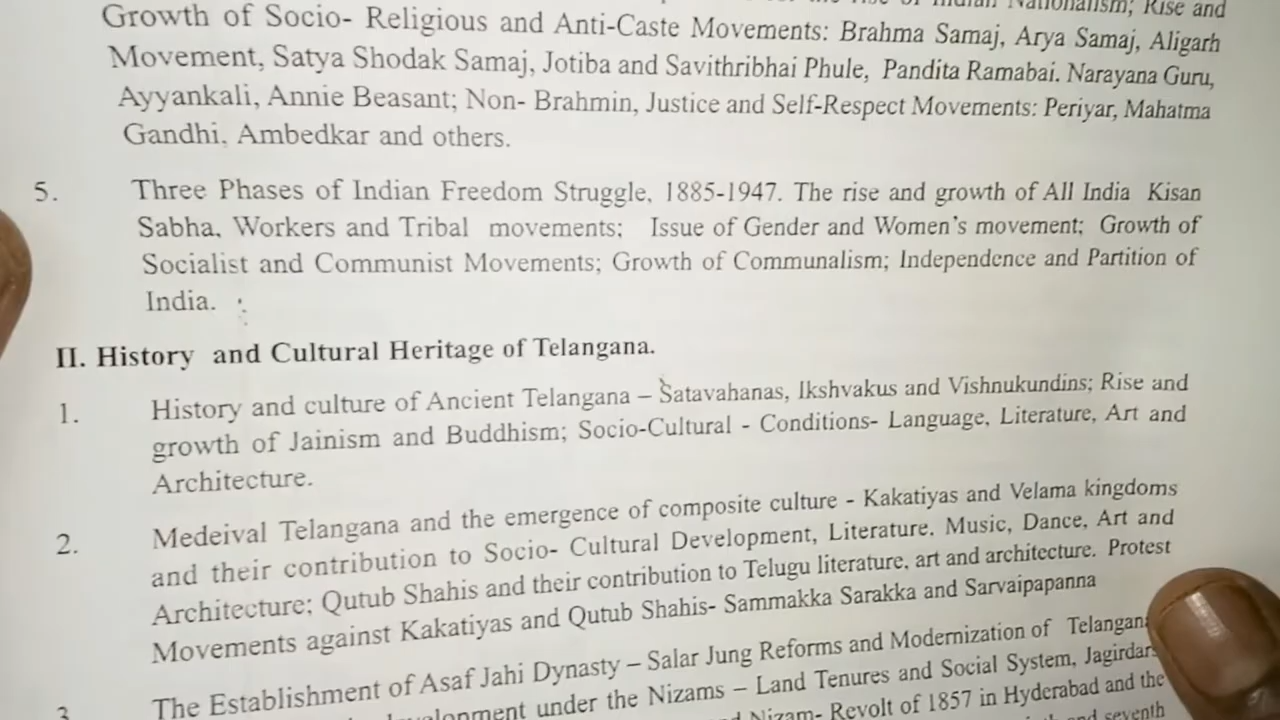 Indian Nationalism; Rise and
Growth of Socio- Religious and Anti-Caste Movements: Brahma Samaj, Arya Samaj, Aligarh
Movement, Satya Shodak Samaj, Jotiba and Savithribhai Phule, Pandita Ramabai. Narayana Guru,
Ayyankali, Annie Beasant; Non- Brahmin, Justice and Self-Respect Movements: Periyar, Mahatma
Gandhi, Ambedkar and others.
5. Three Phases of Indian Freedom Struggle, 1885-1947. The rise and growth of All India Kisan
Sabha, Workers and Tribal movements; Issue of Gender and Women's movement; Growth of
Socialist and Communist Movements; Growth of Communalism; Independence and Partition of
India.
II. History and Cultural Heritage of Telangana.
1. History and culture of Ancient Telangana – Satavahanas, Ikshvakus and Vishnukundins; Rise and
growth of Jainism and Buddhism; Socio-Cultural - Conditions- Language, Literature, Art and
Architecture.
2. Medeival Telangana and the emergence of composite culture - Kakatiyas and Velama kingdoms
and their contribution to Socio- Cultural Development, Literature. Music, Dance, Art and
Architecture; Qutub Shahis and their contribution to Telugu literature, art and architecture. Protest
Movements against Kakatiyas and Qutub Shahis- Sammakka Sarakka and Sarvaipapanna
3 The Establishment of Asaf Jahi Dynasty – Salar Jung Reforms and Modernization of
under the Nizams – Land Tenures and Social System,
Nizam- Revolt of 1857 in Hyderabad and the
and seventh